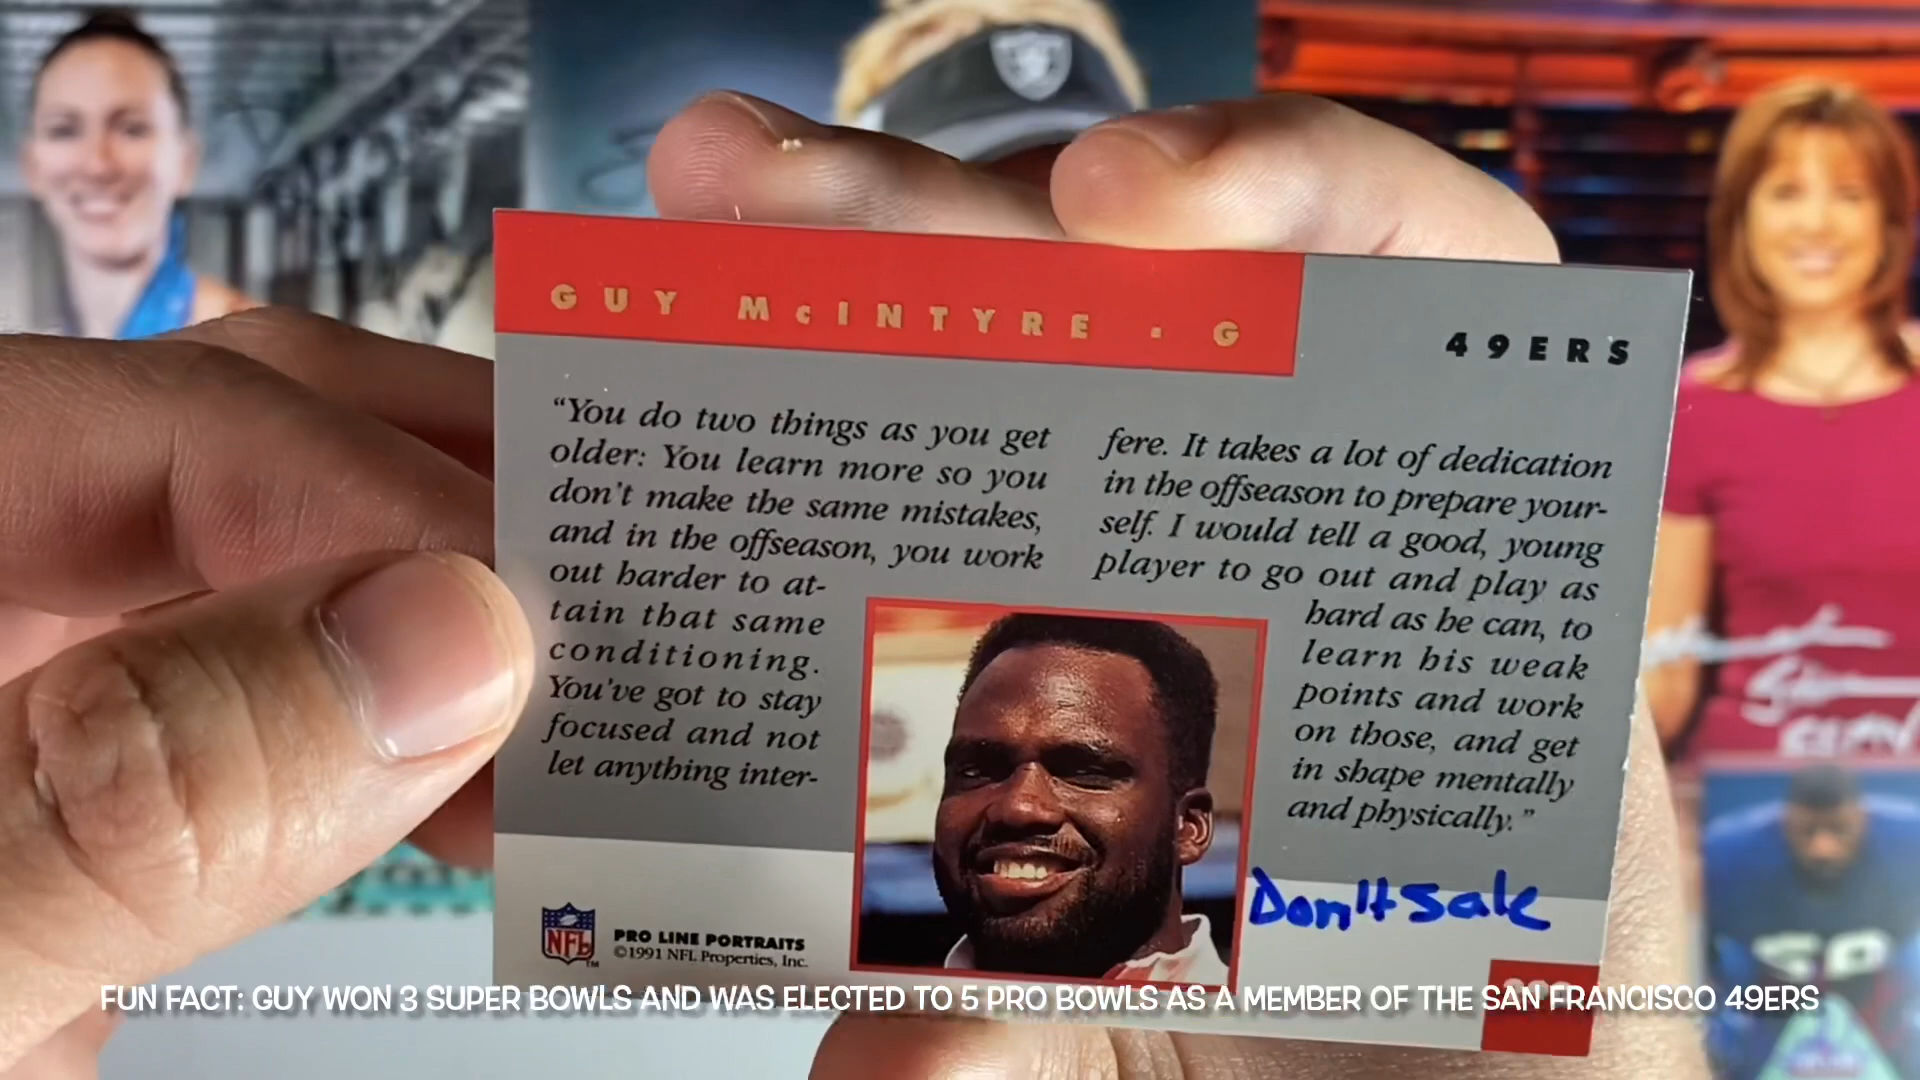 GUY McINTYRE · G
49ERS
“You do two things as you get
older: You learn more so you
don't make the same mistakes,
and in the offseason, you work
out harder to at-
tain that same
conditioning.
You've got to stay
focused and not
let anything inter-
fere. It takes a lot of dedication
in the offseason to prepare your-
self. I would tell a good, young
player to go out and play as
hard as he can, to
learn his weak
points and work
on those, and get
in shape mentally
and physically.”
Don't sale
NFL
TM
PRO LINE PORTRAITS
©1991 NFL Properties, Inc.
FUN FACT: GUY WON 3 SUPER BOWLS AND WAS ELECTED TO 5 PRO BOWLS AS A MEMBER OF THE SAN FRANCISCO 49ERS